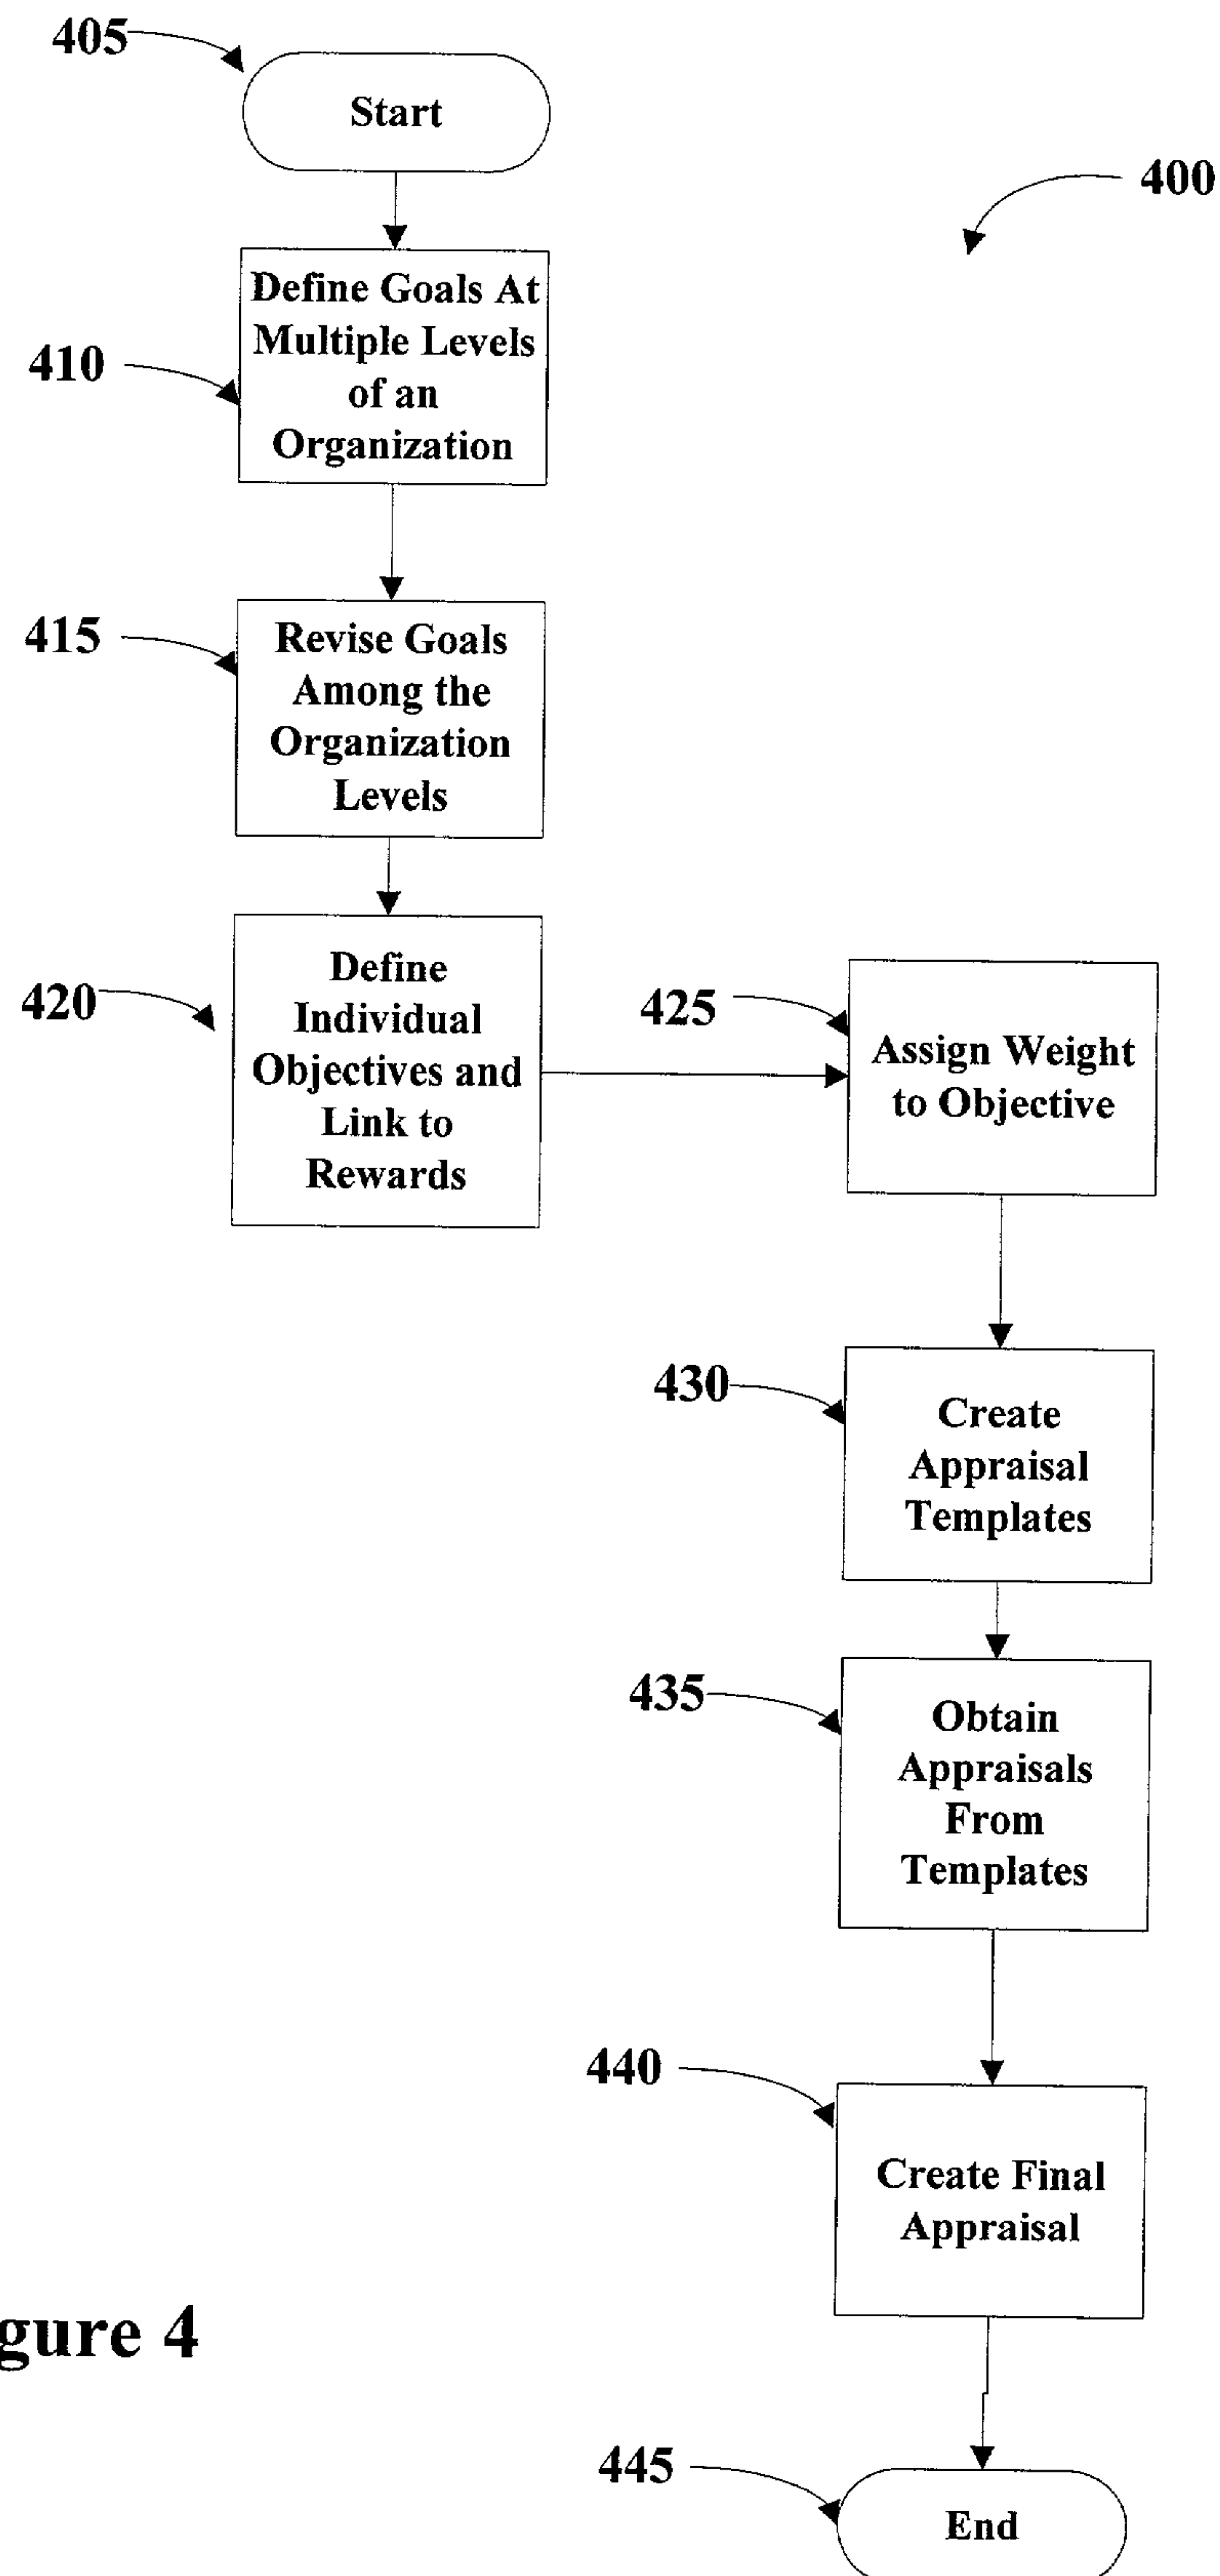 405
Start
400
Define Goals At
Multiple Levels
of an
Organization
410
415
Revise Goals
Among the
Organization
Levels
420
Define
Individual
Objectives and
Link to
Rewards
425
Assign Weight
to Objective
430
Create
Appraisal
Templates
435
Obtain
Appraisals
From
Templates
440
Create Final
Appraisal
gure 4
445
End